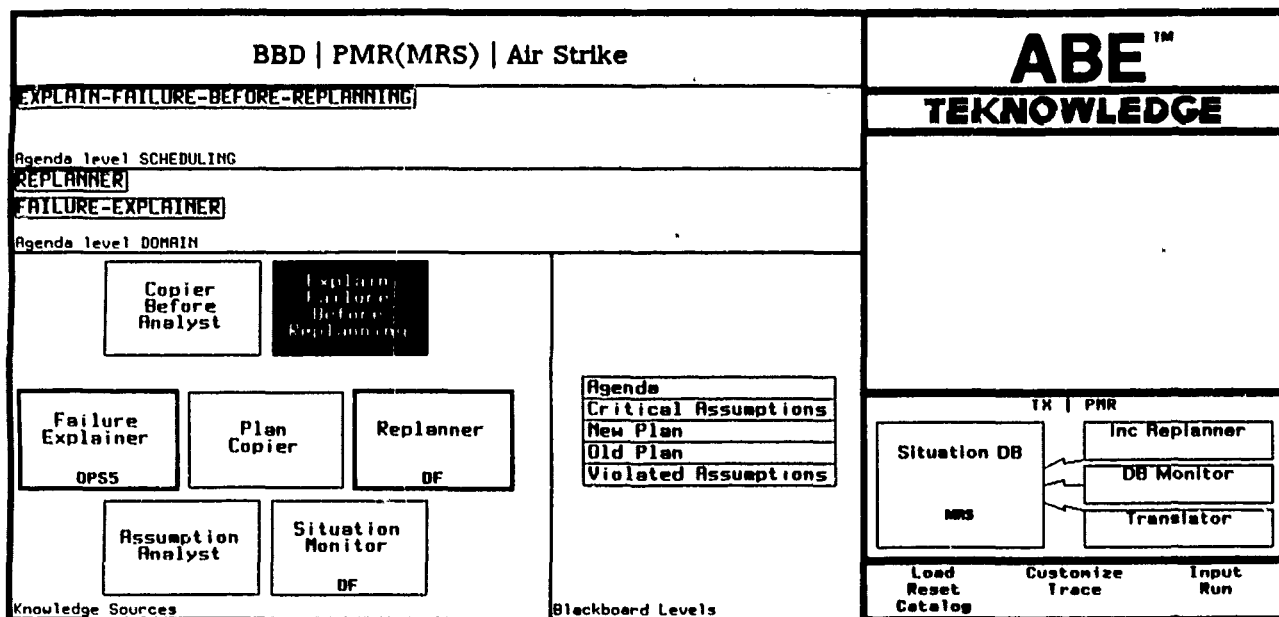 BBD | PMR(MRS) | Air Strike
EXPLAIN-FAILURE-BEFORE-REPLANNING
Agenda level SCHEDULING
REPLANNER
FAILURE-EXPLAINER
Agenda level DOMAIN
Copier
Before
Analyst
Explain
Failure
Before
Replanning
Failure
Explainer
OPS5
Plan
Copier
Replanner
DF
Assumption
Analyst
Situation
Monitor
DF
Knowledge Sources
Agenda
Critical Assumptions
New Plan
Old Plan
Violated Assumptions
Blackboard Levels
ABE™
TEKNOWLEDGE
TX | PMR
Situation DB
MRS
Inc Replanner
DB Monitor
Translator
Load Customize Input
Reset Trace Run
Catalog